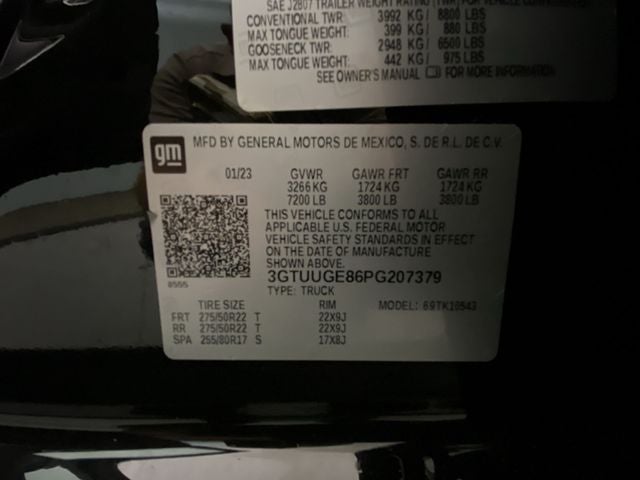 SAE J2807 TRAILER WEIGHT RATING (TWR) FOR VEHICLE
CONVENTIONAL TWR: 3992 KG / 8800 LBS
MAX TONGUE WEIGHT: 399 KG / 880 LBS
GOOSENECK TWR: 2948 KG / 6500 LBS
MAX TONGUE WEIGHT: 442 KG / 975 LBS
SEE OWNER'S MANUAL FOR MORE INFORMATION
gm MFD BY GENERAL MOTORS DE MEXICO, S. DE R.L. DE C.V.
01/23 GVWR GAWR FRT GAWR RR
3266 KG 1724 KG 1724 KG
7200 LB 3800 LB 3800 LB
THIS VEHICLE CONFORMS TO ALL
APPLICABLE U.S. FEDERAL MOTOR
VEHICLE SAFETY STANDARDS IN EFFECT
ON THE DATE OF MANUFACTURE
SHOWN ABOVE.
3GTUUGE86PG207379
TYPE: TRUCK
TIRE SIZE RIM MODEL: 69TK10543
FRT 275/50R22 T 22X9J
RR 275/50R22 T 22X9J
SPA 255/80R17 S 17X8J